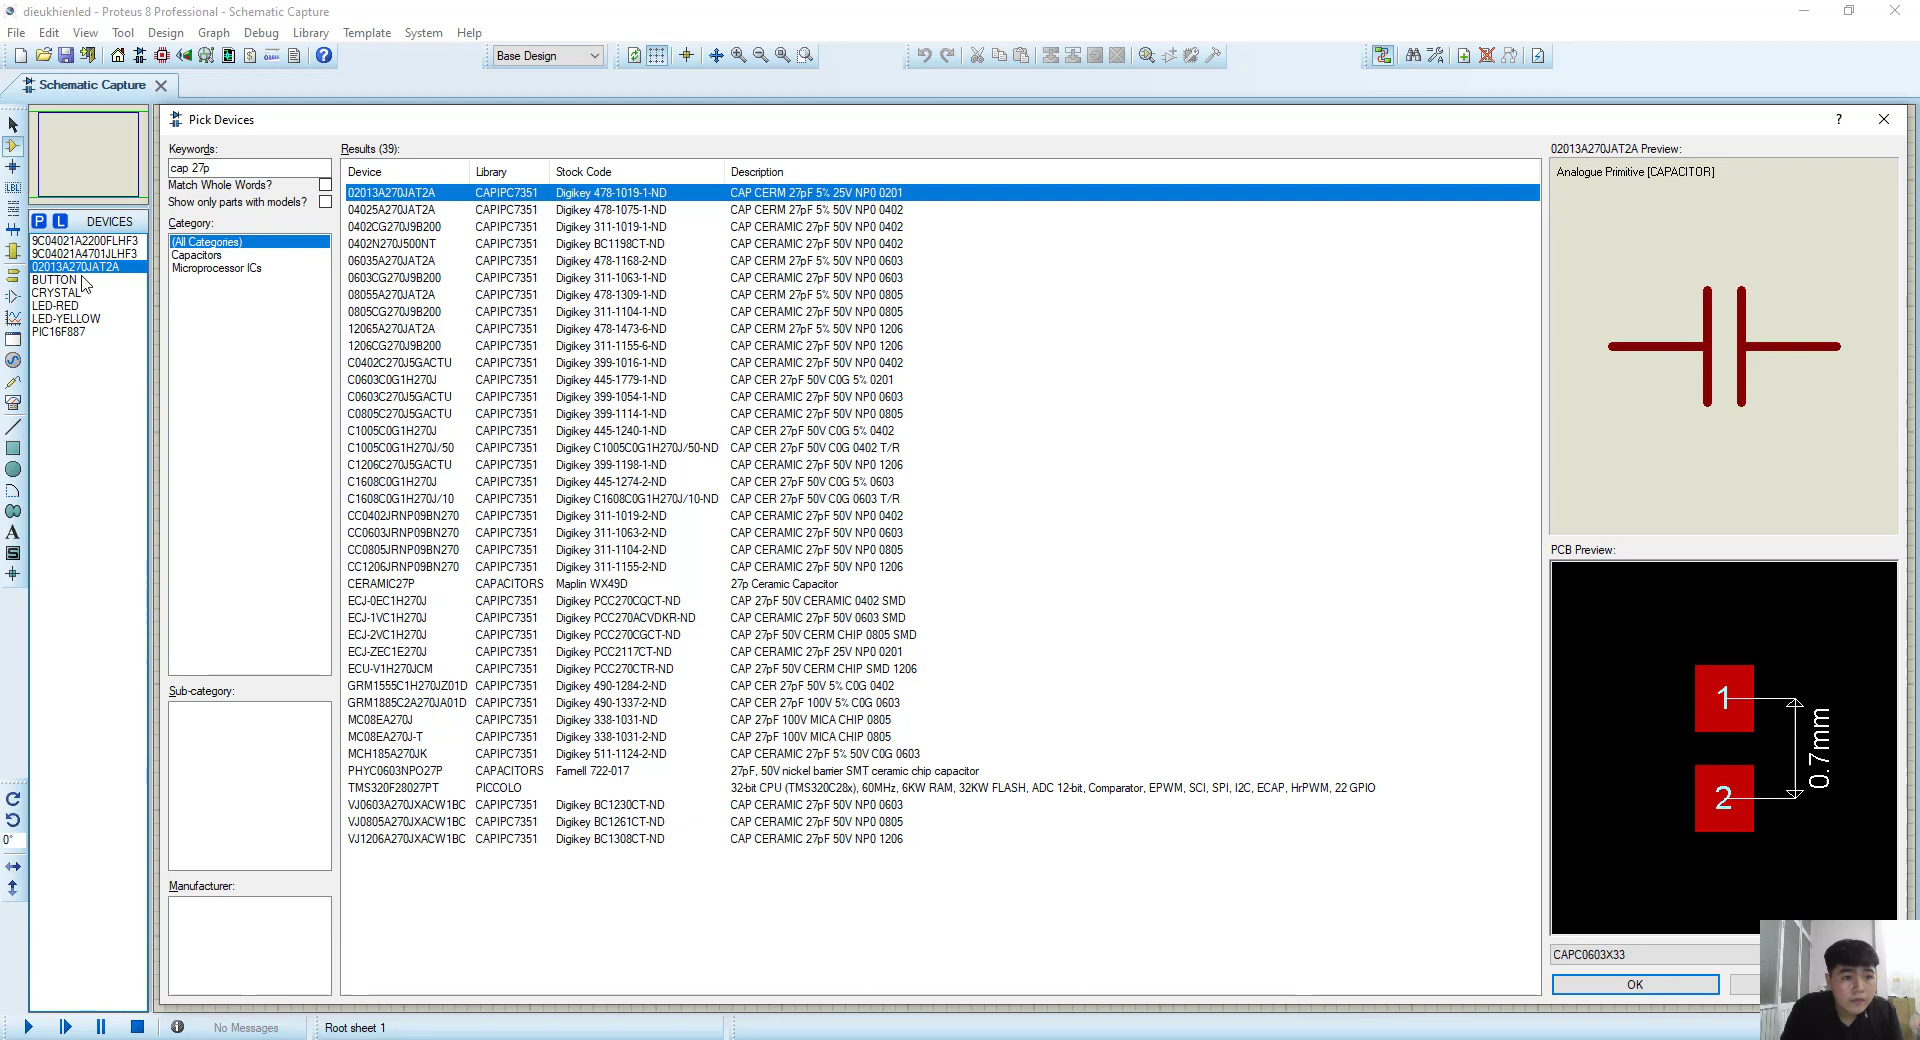 dieukhienled - Proteus 8 Professional - Schematic Capture
File Edit View Tool Design Graph Debug Library Template System Help
Base Design
Schematic Capture
Pick Devices
?
Keywords:
cap 27p
Match Whole Words?
Show only parts with models?
Category:
(All Categories)
Capacitors
Microprocessor ICs
Sub-category:
Manufacturer:
P L DEVICES
9C04021A2200FLHF3
9C04021A4701JLHF3
02013A270JAT2A
BUTTON
CRYSTAL
LED-RED
LED-YELLOW
PIC16F887
LBL
A
S
0°
Results (39):
Device Library Stock Code Description
02013A270JAT2A CAPIPC7351 Digikey 478-1019-1-ND CAP CERM 27pF 5% 25V NP0 0201
04025A270JAT2A CAPIPC7351 Digikey 478-1075-1-ND CAP CERM 27pF 5% 50V NP0 0402
0402CG270J9B200 CAPIPC7351 Digikey 311-1019-1-ND CAP CERAMIC 27pF 50V NP0 0402
0402N270J500NT CAPIPC7351 Digikey BC1198CT-ND CAP CERAMIC 27pF 50V NP0 0402
06035A270JAT2A CAPIPC7351 Digikey 478-1168-2-ND CAP CERM 27pF 5% 50V NP0 0603
0603CG270J9B200 CAPIPC7351 Digikey 311-1063-1-ND CAP CERAMIC 27pF 50V NP0 0603
08055A270JAT2A CAPIPC7351 Digikey 478-1309-1-ND CAP CERM 27pF 5% 50V NP0 0805
0805CG270J9B200 CAPIPC7351 Digikey 311-1104-1-ND CAP CERAMIC 27pF 50V NP0 0805
12065A270JAT2A CAPIPC7351 Digikey 478-1473-6-ND CAP CERM 27pF 5% 50V NP0 1206
1206CG270J9B200 CAPIPC7351 Digikey 311-1155-6-ND CAP CERAMIC 27pF 50V NP0 1206
C0402C270J5GACTU CAPIPC7351 Digikey 399-1016-1-ND CAP CERAMIC 27pF 50V NP0 0402
C0603C0G1H270J CAPIPC7351 Digikey 445-1779-1-ND CAP CER 27pF 50V C0G 5% 0201
C0603C270J5GACTU CAPIPC7351 Digikey 399-1054-1-ND CAP CERAMIC 27pF 50V NP0 0603
C0805C270J5GACTU CAPIPC7351 Digikey 399-1114-1-ND CAP CERAMIC 27pF 50V NP0 0805
C1005C0G1H270J CAPIPC7351 Digikey 445-1240-1-ND CAP CER 27pF 50V C0G 5% 0402
C1005C0G1H270J/50 CAPIPC7351 Digikey C1005C0G1H270J/50-ND CAP CER 27pF 50V C0G 0402 T/R
C1206C270J5GACTU CAPIPC7351 Digikey 399-1198-1-ND CAP CERAMIC 27pF 50V NP0 1206
C1608C0G1H270J CAPIPC7351 Digikey 445-1274-2-ND CAP CER 27pF 50V C0G 5% 0603
C1608C0G1H270J/10 CAPIPC7351 Digikey C1608C0G1H270J/10-ND CAP CER 27pF 50V C0G 0603 T/R
CC0402JRNP09BN270 CAPIPC7351 Digikey 311-1019-2-ND CAP CERAMIC 27pF 50V NP0 0402
CC0603JRNP09BN270 CAPIPC7351 Digikey 311-1063-2-ND CAP CERAMIC 27pF 50V NP0 0603
CC0805JRNP09BN270 CAPIPC7351 Digikey 311-1104-2-ND CAP CERAMIC 27pF 50V NP0 0805
CC1206JRNP09BN270 CAPIPC7351 Digikey 311-1155-2-ND CAP CERAMIC 27pF 50V NP0 1206
CERAMIC27P CAPACITORS Maplin WX49D 27p Ceramic Capacitor
ECJ-0EC1H270J CAPIPC7351 Digikey PCC270CQCT-ND CAP 27pF 50V CERAMIC 0402 SMD
ECJ-1VC1H270J CAPIPC7351 Digikey PCC270ACVDKR-ND CAP CERAMIC 27pF 50V 0603 SMD
ECJ-2VC1H270J CAPIPC7351 Digikey PCC270CGCT-ND CAP 27pF 50V CERM CHIP 0805 SMD
ECJ-ZEC1E270J CAPIPC7351 Digikey PCC2117CT-ND CAP CERAMIC 27pF 25V NP0 0201
ECU-V1H270JCM CAPIPC7351 Digikey PCC270CTR-ND CAP 27pF 50V CERM CHIP SMD 1206
GRM1555C1H270JZ01D CAPIPC7351 Digikey 490-1284-2-ND CAP CER 27pF 50V 5% C0G 0402
GRM1885C2A270JA01D CAPIPC7351 Digikey 490-1337-2-ND CAP CER 27pF 100V 5% C0G 0603
MC08EA270J CAPIPC7351 Digikey 338-1031-ND CAP 27pF 100V MICA CHIP 0805
MC08EA270J-T CAPIPC7351 Digikey 338-1031-2-ND CAP 27pF 100V MICA CHIP 0805
MCH185A270JK CAPIPC7351 Digikey 511-1124-2-ND CAP CERAMIC 27pF 5% 50V C0G 0603
PHYC0603NPO27P CAPACITORS Farnell 722-017 27pF, 50V nickel barrier SMT ceramic chip capacitor
TMS320F28027PT PICCOLO 32-bit CPU (TMS320C28x), 60MHz, 6KW RAM, 32KW FLASH, ADC 12-bit, Comparator, EPWM, SCI, SPI, I2C, ECAP, HrPWM, 22 GPIO
VJ0603A270JXACW1BC CAPIPC7351 Digikey BC1230CT-ND CAP CERAMIC 27pF 50V NP0 0603
VJ0805A270JXACW1BC CAPIPC7351 Digikey BC1261CT-ND CAP CERAMIC 27pF 50V NP0 0805
VJ1206A270JXACW1BC CAPIPC7351 Digikey BC1308CT-ND CAP CERAMIC 27pF 50V NP0 1206
02013A270JAT2A Preview:
Analogue Primitive [CAPACITOR]
PCB Preview:
1
2
0.7mm
CAPC0603X33
OK
No Messages
Root sheet 1